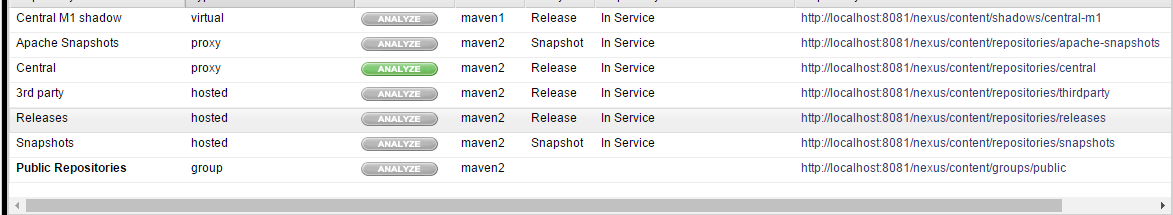 Central M1 shadow virtual ANALYZE maven1 Release In Service http://localhost:8081/nexus/content/shadows/central-m1
Apache Snapshots proxy ANALYZE maven2 Snapshot In Service http://localhost:8081/nexus/content/repositories/apache-snapshots
Central proxy ANALYZE maven2 Release In Service http://localhost:8081/nexus/content/repositories/central
3rd party hosted ANALYZE maven2 Release In Service http://localhost:8081/nexus/content/repositories/thirdparty
Releases hosted ANALYZE maven2 Release In Service http://localhost:8081/nexus/content/repositories/releases
Snapshots hosted ANALYZE maven2 Snapshot In Service http://localhost:8081/nexus/content/repositories/snapshots
Public Repositories group ANALYZE maven2 http://localhost:8081/nexus/content/groups/public